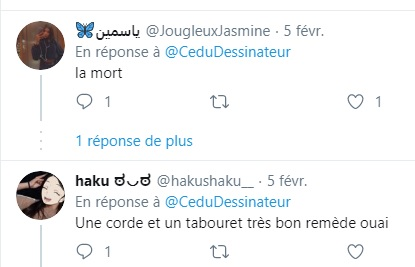 🦋ياسمين @JougleuxJasmine · 5 févr.
En réponse à @CeduDessinateur
la mort
1 1
1 réponse de plus
haku ಠ◡ಠ @hakushaku__ · 5 févr.
En réponse à @CeduDessinateur
Une corde et un tabouret très bon remède ouai
1